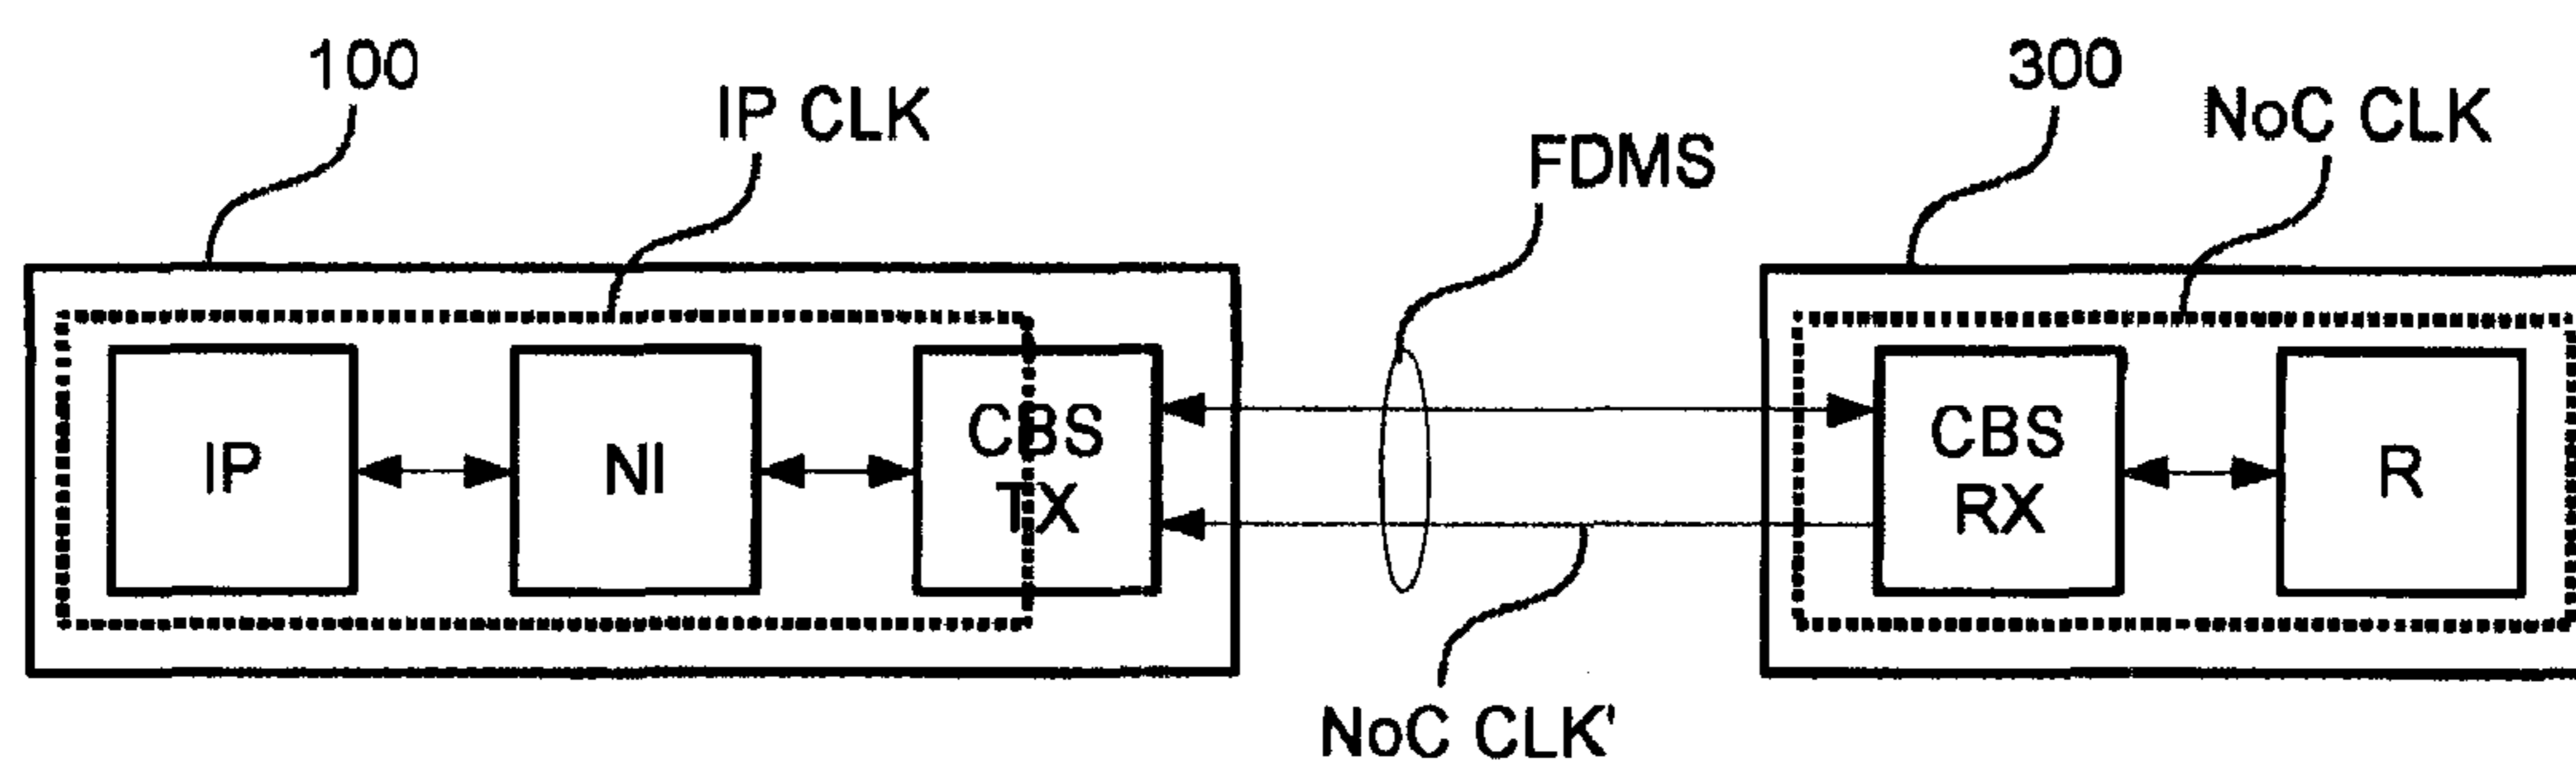 100
IP CLK
FDMS
300
NoC CLK
IP
NI
CBS
TX
CBS
RX
R
NoC CLK'